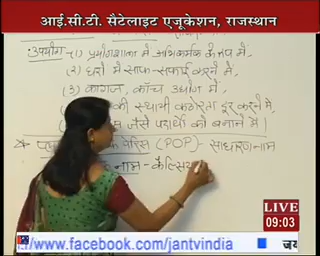 आई.सी.टी. सैटेलाइट एजूकेशन, राजस्थान
उपयोग-(1) प्रयोगशाला में अभिकर्मक के रूप में,
(2) घरों में साफ-सफाई करने में,
(3) कागज, काँच उद्योग में,
की स्थायी कठोरता दूर करने में,
जैसे पदार्थों को बनाने में।
पेरिस (POP)- साधारण नाम
नाम - कैल्सिय
LIVE
09:03
www.facebook.com/jantvindia